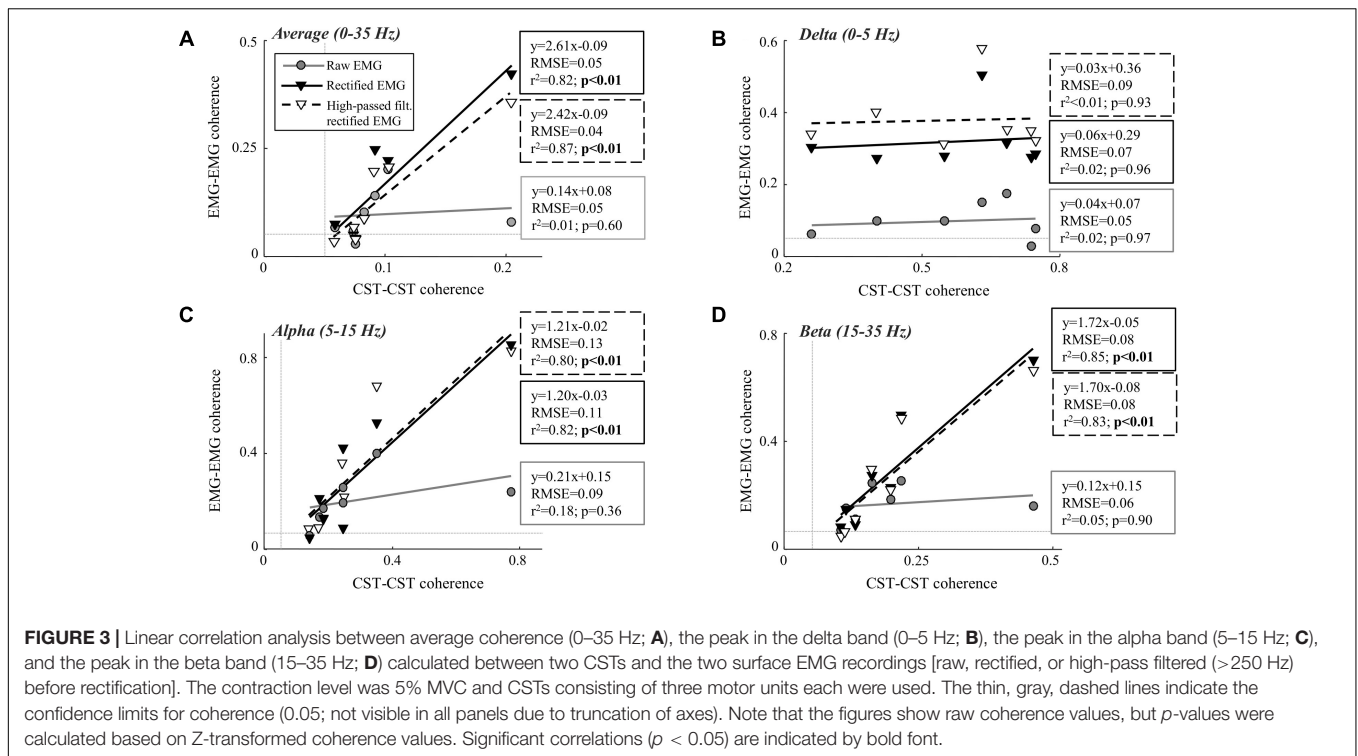 A
Average (0-35 Hz)
0.5
0.25
0
EMG-EMG coherence
Raw EMG
Rectified EMG
High-passed filt.
rectified EMG
0
0.1
0.2
CST-CST coherence
y=2.61x-0.09
RMSE=0.05
r²=0.82; p<0.01
y=2.42x-0.09
RMSE=0.04
r²=0.87; p<0.01
y=0.14x+0.08
RMSE=0.05
r²=0.01; p=0.60
B
Delta (0-5 Hz)
0.6
0.4
0.2
0
EMG-EMG coherence
0.2
0.5
0.8
CST-CST coherence
y=0.03x+0.36
RMSE=0.09
r²<0.01; p=0.93
y=0.06x+0.29
RMSE=0.07
r²=0.02; p=0.96
y=0.04x+0.07
RMSE=0.05
r²=0.02; p=0.97
C
Alpha (5-15 Hz)
0.8
0.4
0
EMG-EMG coherence
0
0.4
0.8
CST-CST coherence
y=1.21x-0.02
RMSE=0.13
r²=0.80; p<0.01
y=1.20x-0.03
RMSE=0.11
r²=0.82; p<0.01
y=0.21x+0.15
RMSE=0.09
r²=0.18; p=0.36
D
Beta (15-35 Hz)
0.8
0.4
0
EMG-EMG coherence
0
0.25
0.5
CST-CST coherence
y=1.72x-0.05
RMSE=0.08
r²=0.85; p<0.01
y=1.70x-0.08
RMSE=0.08
r²=0.83; p<0.01
y=0.12x+0.15
RMSE=0.06
r²=0.05; p=0.90
FIGURE 3 | Linear correlation analysis between average coherence (0–35 Hz; A), the peak in the delta band (0–5 Hz; B), the peak in the alpha band (5–15 Hz; C),
and the peak in the beta band (15–35 Hz; D) calculated between two CSTs and the two surface EMG recordings [raw, rectified, or high-pass filtered (>250 Hz)
before rectification]. The contraction level was 5% MVC and CSTs consisting of three motor units each were used. The thin, gray, dashed lines indicate the
confidence limits for coherence (0.05; not visible in all panels due to truncation of axes). Note that the figures show raw coherence values, but p-values were
calculated based on Z-transformed coherence values. Significant correlations (p < 0.05) are indicated by bold font.